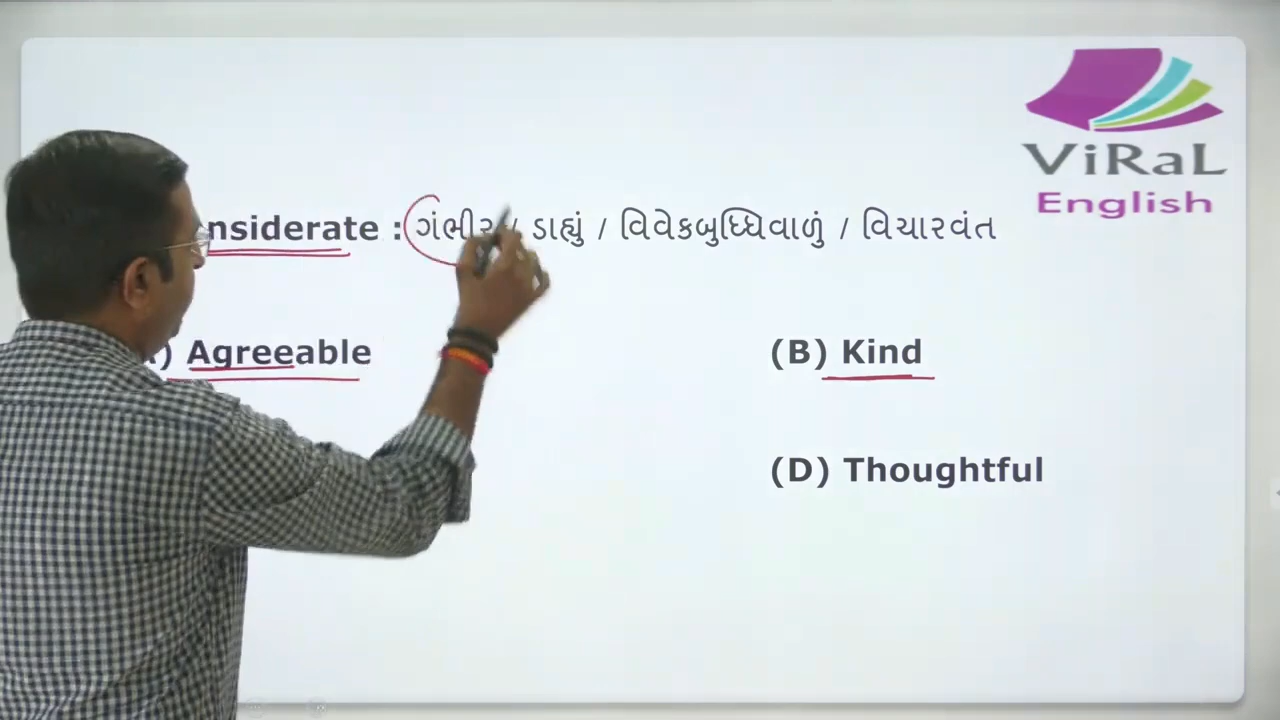 ViRaL
English
nsiderate : ગંભીર / ડાહ્યું / વિવેકબુધ્ધિવાળું / વિચારવંત
) Agreeable
(B) Kind
(D) Thoughtful